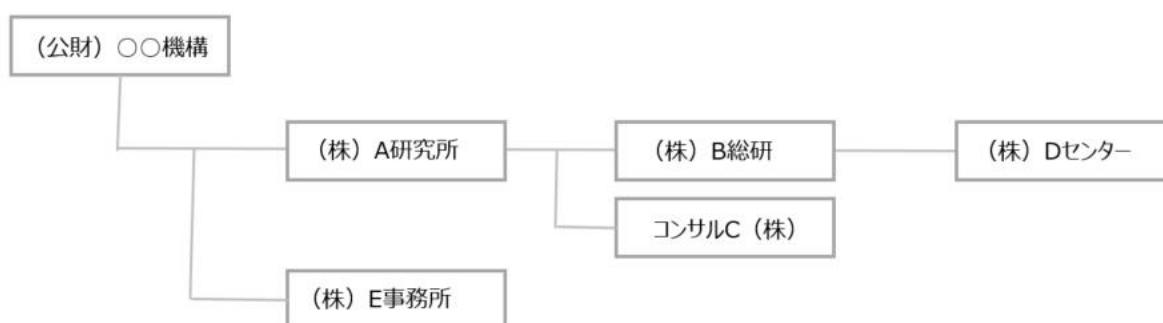 （公財）○○機構
（株）A研究所
（株）B総研
（株）Dセンター
コンサルC（株）
（株）E事務所